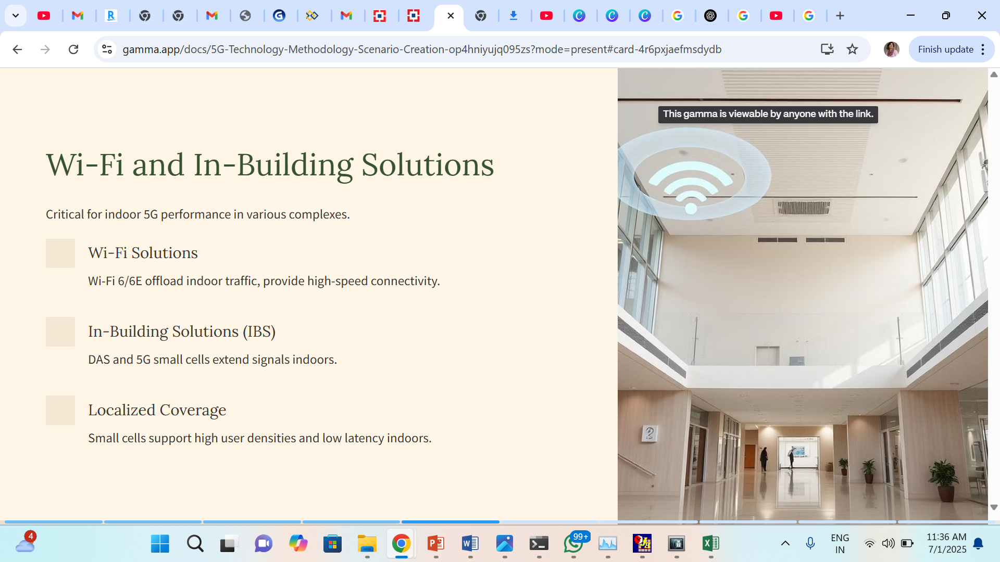 gamma.app/docs/5G-Technology-Methodology-Scenario-Creation-op4hniyujq095zs?mode=present#card-4r6pxjaefmsdydb
Finish update
This gamma is viewable by anyone with the link.
Wi-Fi and In-Building Solutions
Critical for indoor 5G performance in various complexes.
Wi-Fi Solutions
Wi-Fi 6/6E offload indoor traffic, provide high-speed connectivity.
In-Building Solutions (IBS)
DAS and 5G small cells extend signals indoors.
Localized Coverage
Small cells support high user densities and low latency indoors.
4
99+
ENG
IN
11:36 AM
7/1/2025